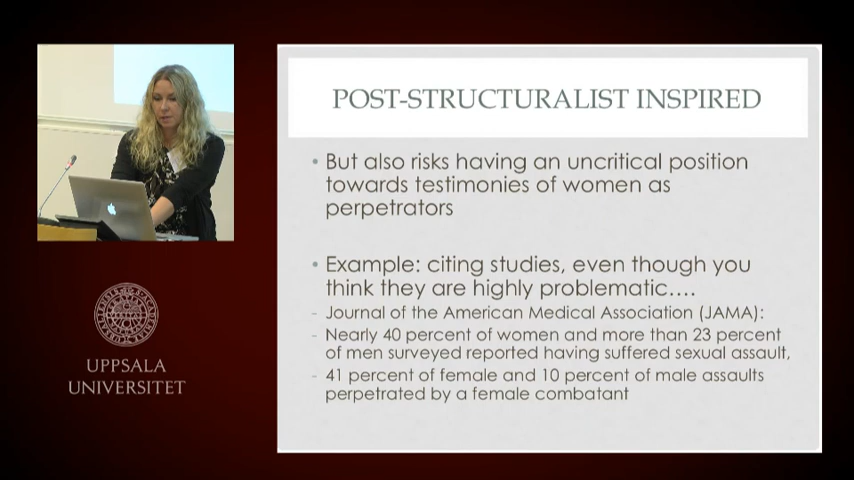 POST-STRUCTURALIST INSPIRED
• But also risks having an uncritical position
towards testimonies of women as
perpetrators
• Example: citing studies, even though you
think they are highly problematic….
- Journal of the American Medical Association (JAMA):
- Nearly 40 percent of women and more than 23 percent
of men surveyed reported having suffered sexual assault,
- 41 percent of female and 10 percent of male assaults
perpetrated by a female combatant
UPPSALA
UNIVERSITET